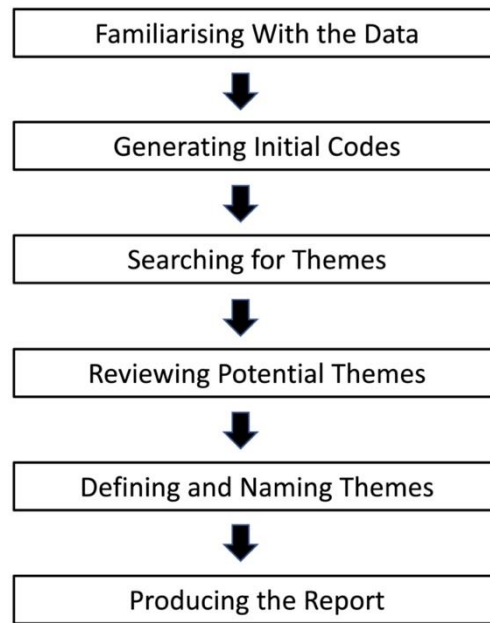 Familiarising With the Data
Generating Initial Codes
Searching for Themes
Reviewing Potential Themes
Defining and Naming Themes
Producing the Report